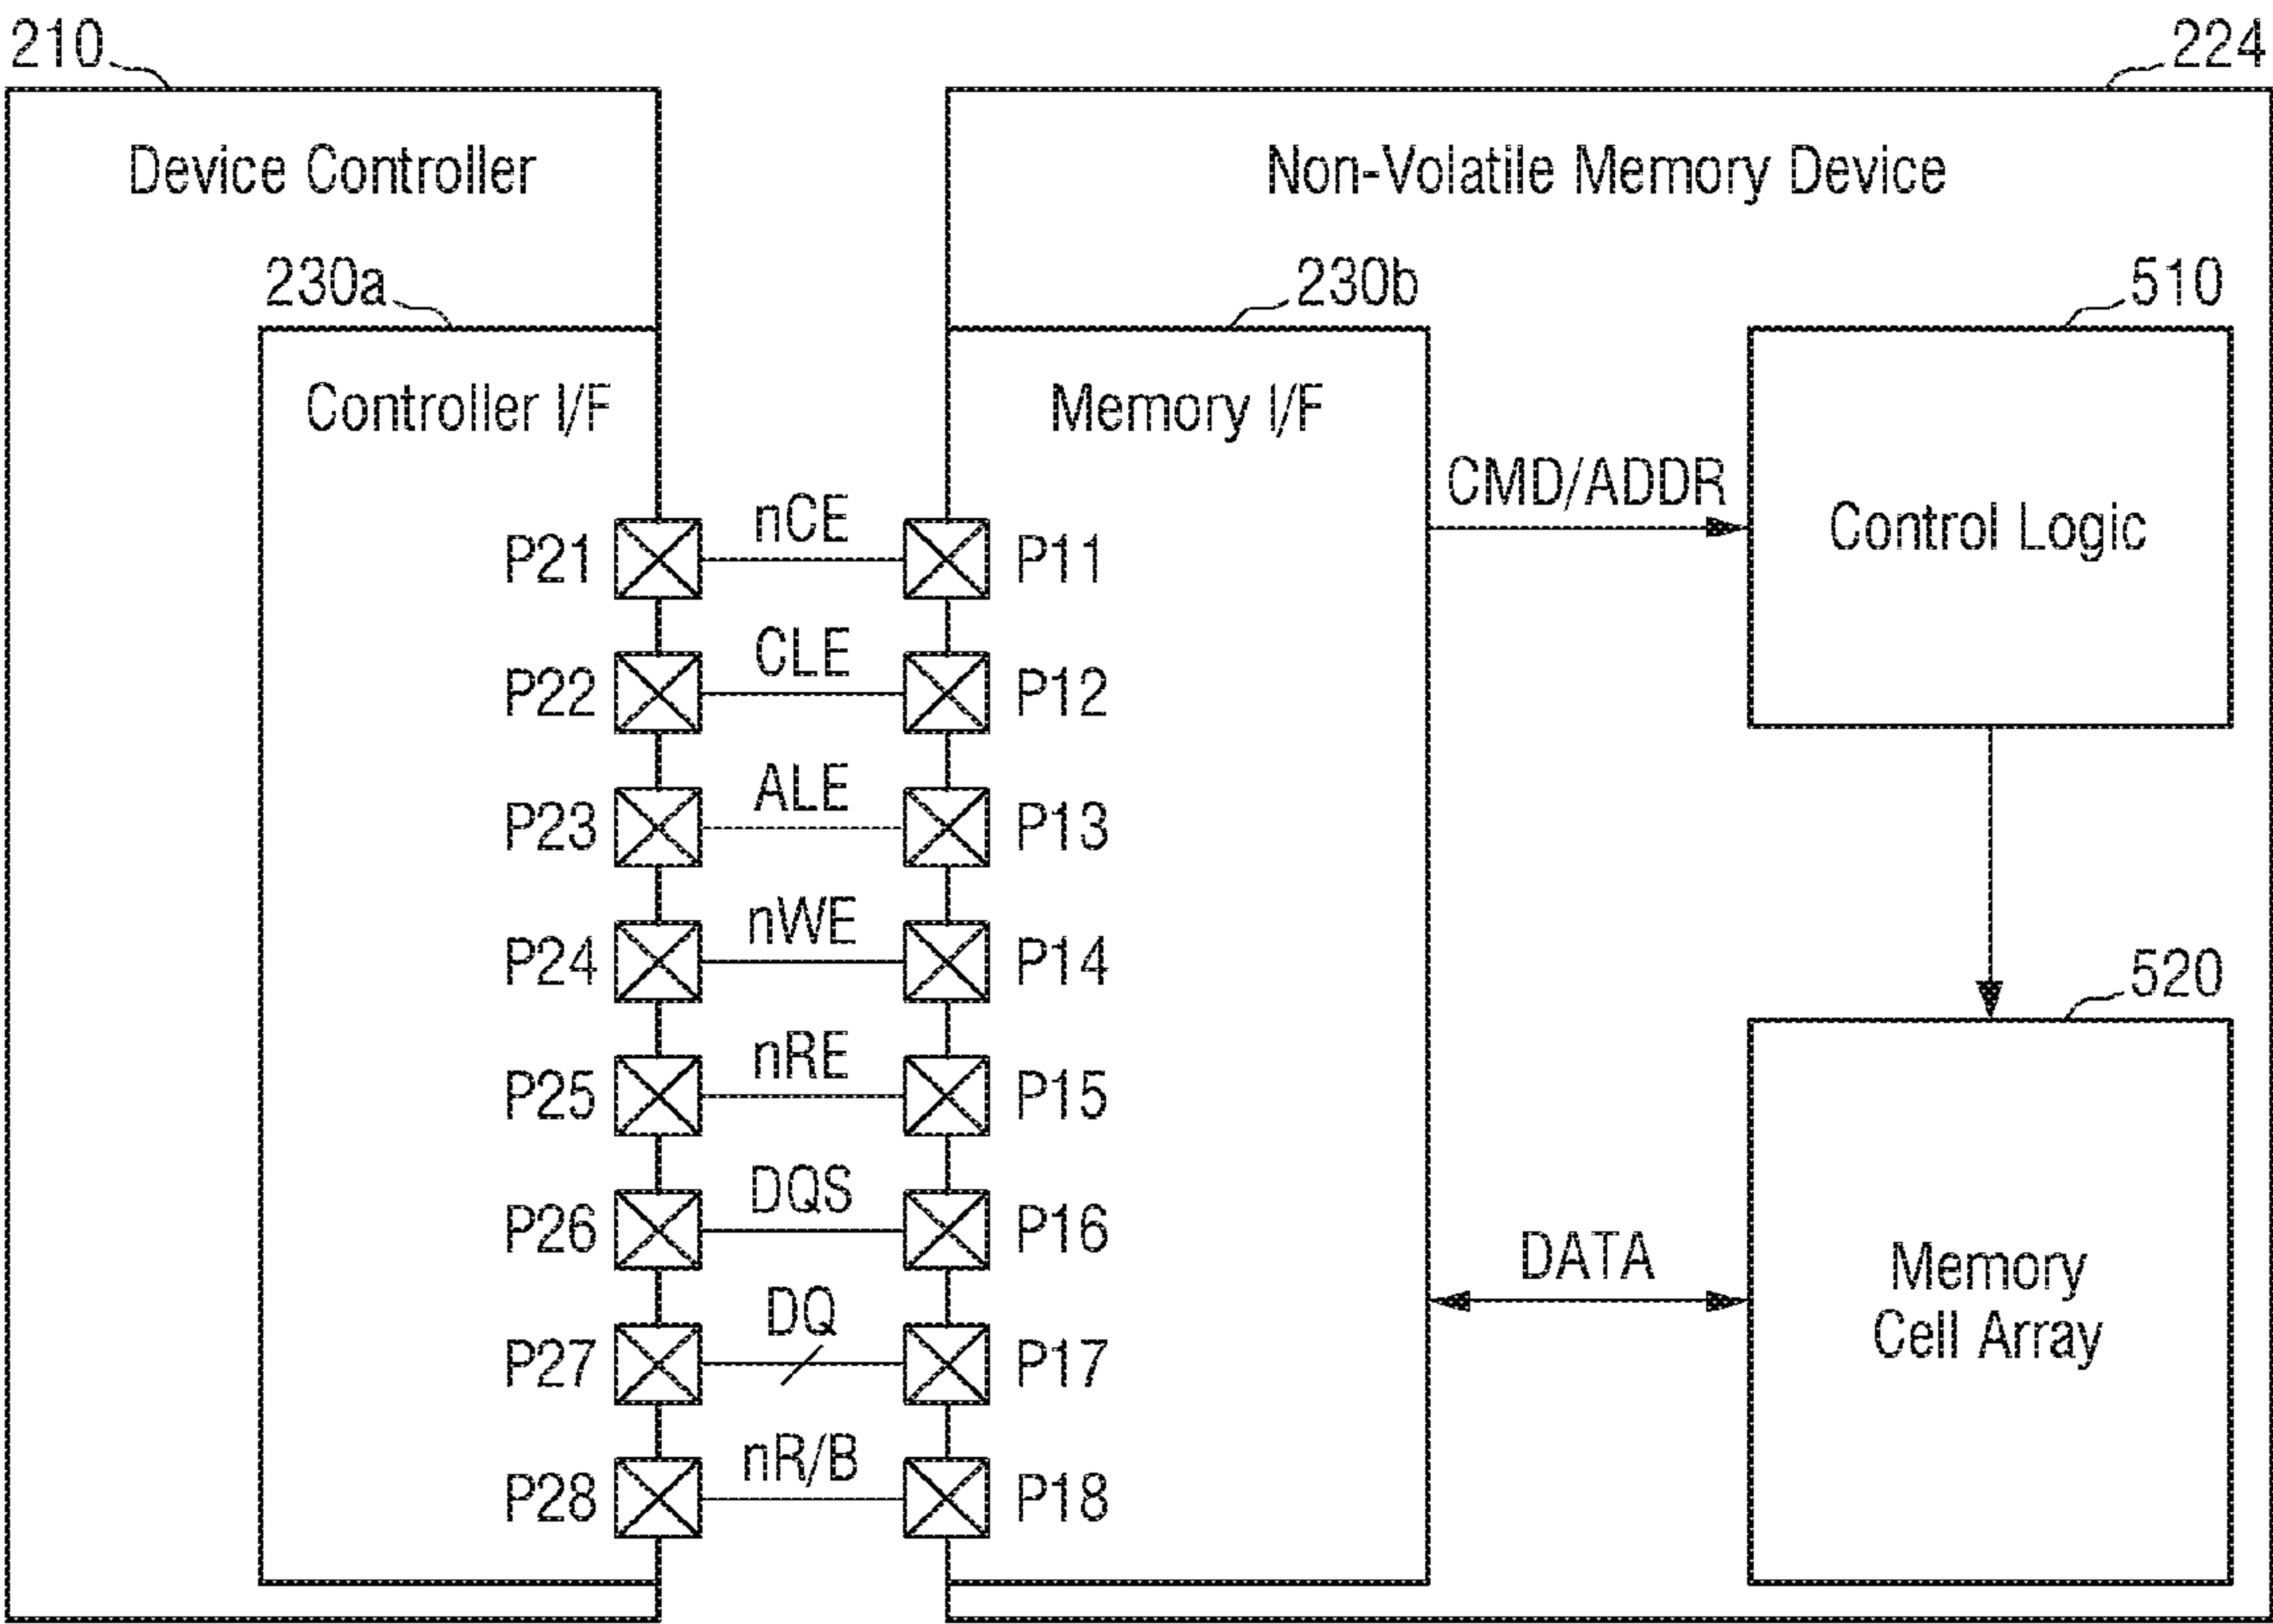 210
224
Device Controller
Non-Volatile Memory Device
230a
230b
510
Controller I/F
Memory I/F
CMD/ADDR
Control Logic
P21 nCE P11
P22 CLE P12
P23 ALE P13
P24 nWE P14
520
P25 nRE P15
P26 DQS P16
DATA
Memory
Cell Array
P27 DQ P17
P28 nR/B P18